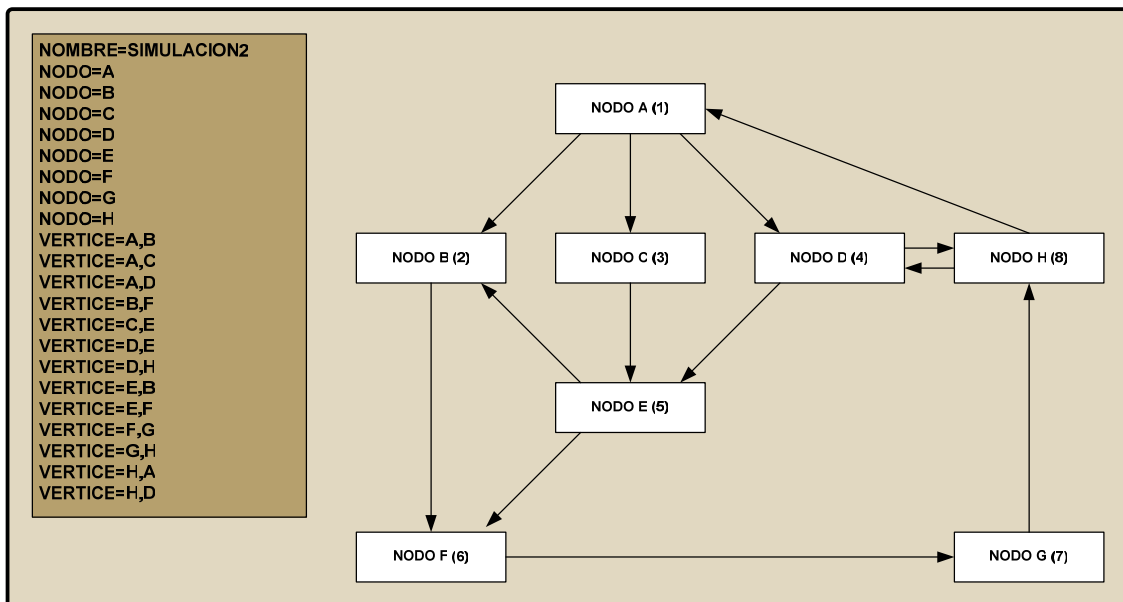 NOMBRE=SIMULACION2
NODO=A
NODO=B
NODO=C
NODO=D
NODO=E
NODO=F
NODO=G
NODO=H
VERTICE=A,B
VERTICE=A,C
VERTICE=A,D
VERTICE=B,F
VERTICE=C,E
VERTICE=D,E
VERTICE=D,H
VERTICE=E,B
VERTICE=E,F
VERTICE=F,G
VERTICE=G,H
VERTICE=H,A
VERTICE=H,D
NODO A (1)
NODO B (2)
NODO C (3)
NODO D (4)
NODO H (8)
NODO E (5)
NODO F (6)
NODO G (7)